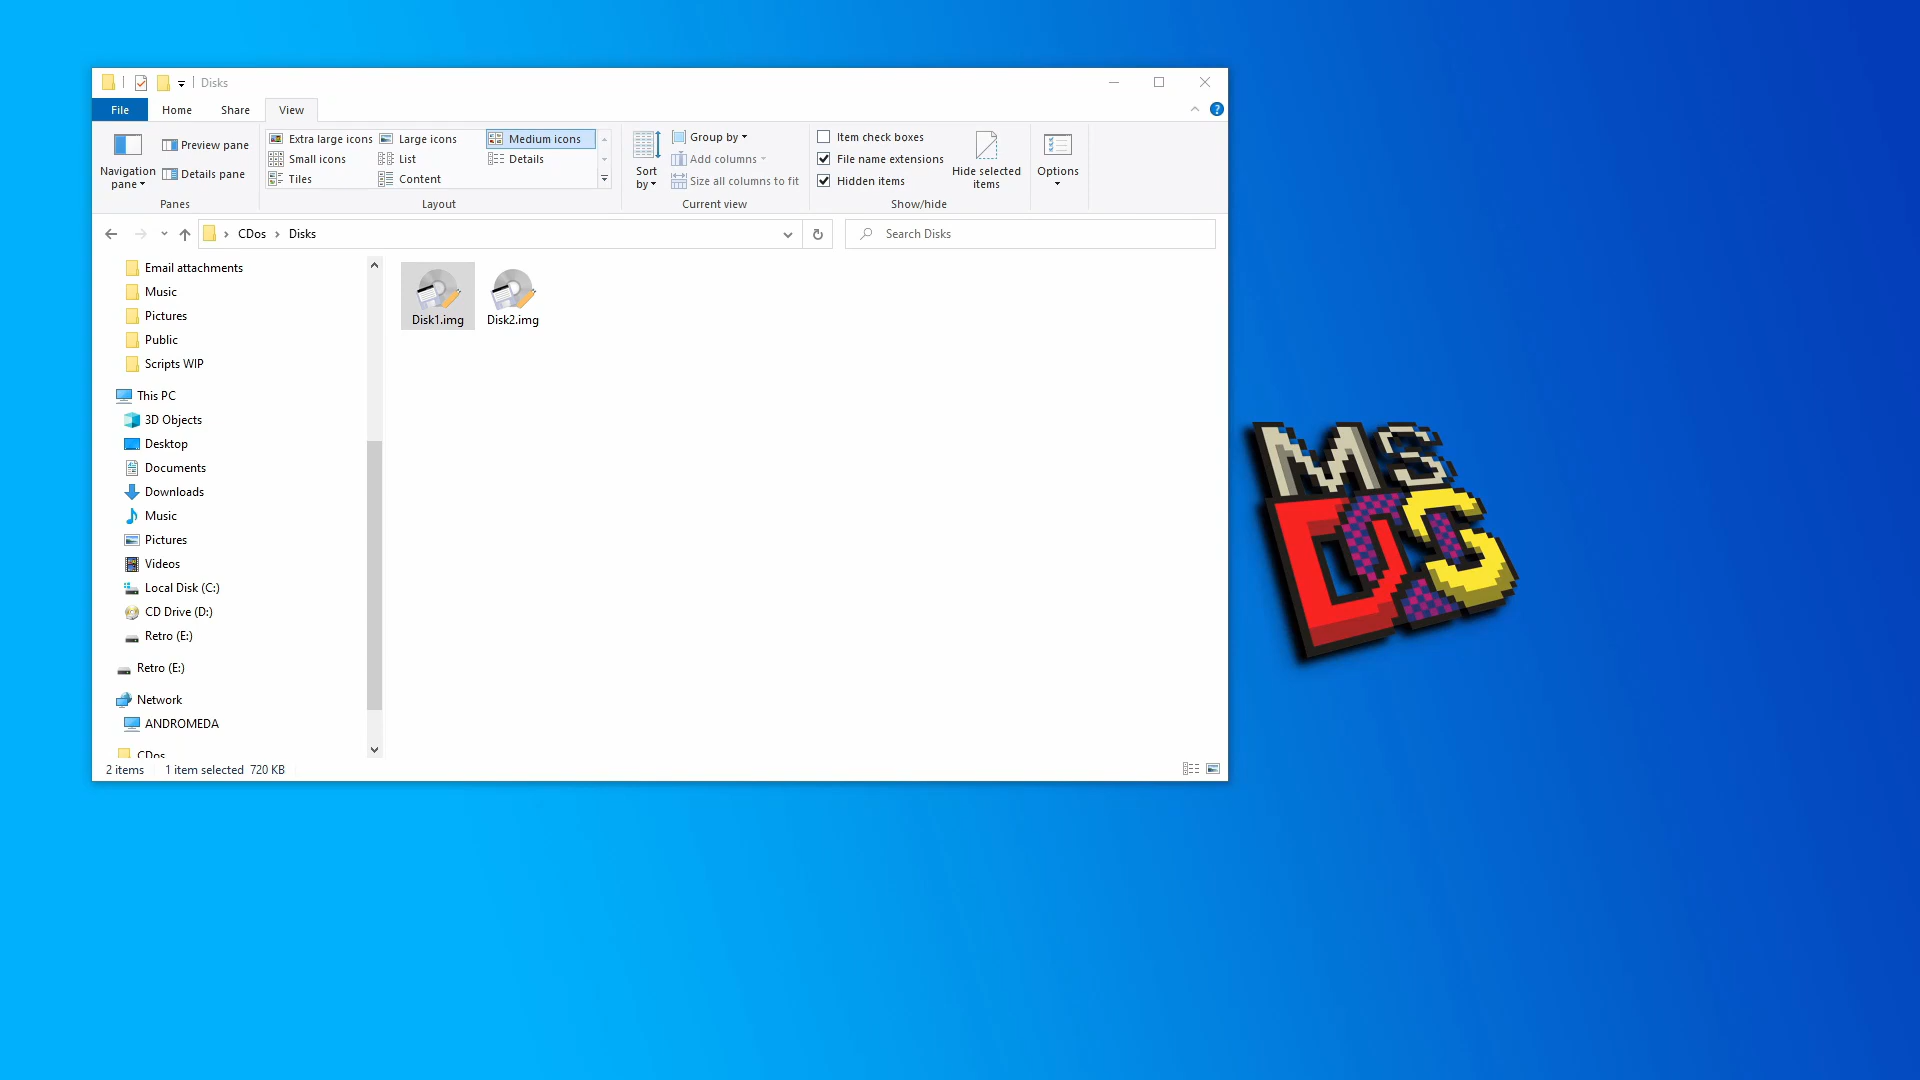 Disks
File Home Share View
Navigation pane
Preview pane
Details pane
Panes
Extra large icons Large icons Medium icons
Small icons List Details
Tiles Content
Layout
Sort by
Group by
Add columns
Size all columns to fit
Current view
Item check boxes
File name extensions
Hidden items
Hide selected items
Show/hide
Options
CDos Disks
Search Disks
Email attachments
Music
Pictures
Public
Scripts WIP
This PC
3D Objects
Desktop
Documents
Downloads
Music
Pictures
Videos
Local Disk (C:)
CD Drive (D:)
Retro (E:)
Retro (E:)
Network
ANDROMEDA
CDos
Disk1.img Disk2.img
2 items 1 item selected 720 KB
MS
DOS